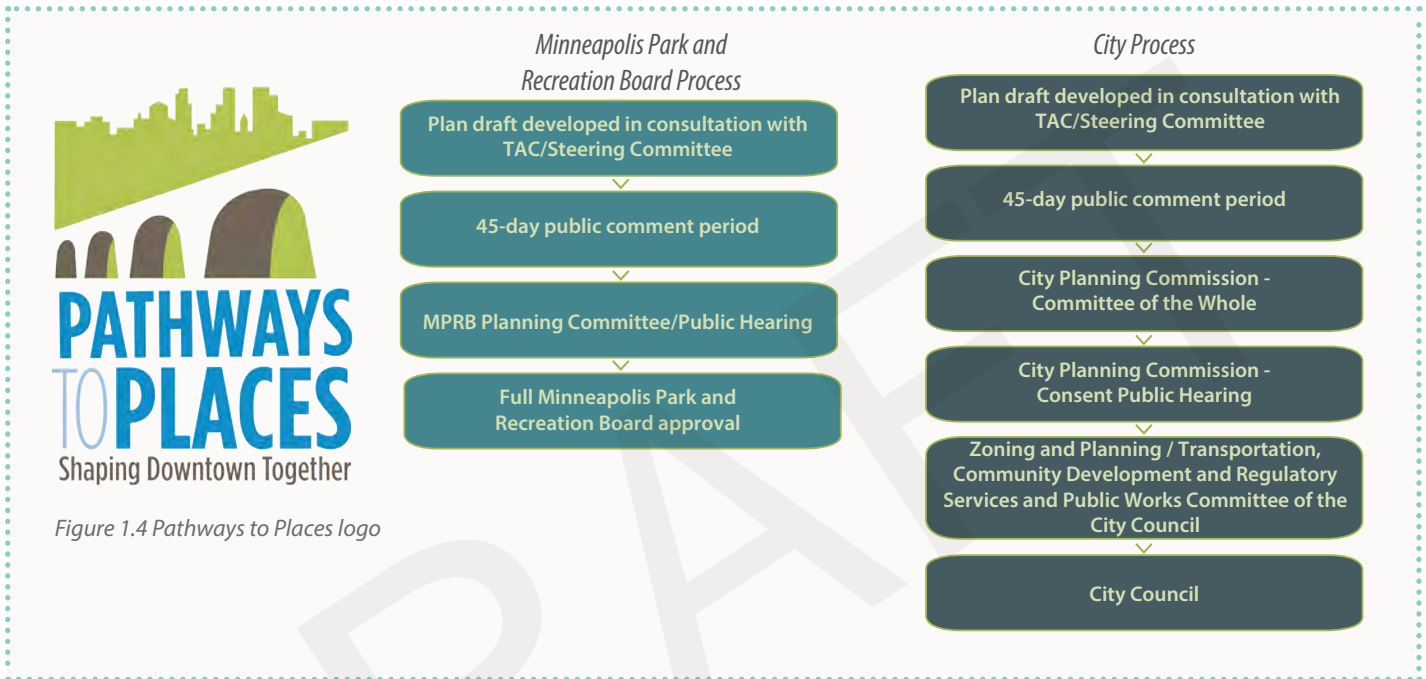 PATHWAYS
TO PLACES
Shaping Downtown Together
Figure 1.4 Pathways to Places logo
Minneapolis Park and
Recreation Board Process
Plan draft developed in consultation with
TAC/Steering Committee
45-day public comment period
MPRB Planning Committee/Public Hearing
Full Minneapolis Park and
Recreation Board approval
City Process
Plan draft developed in consultation with
TAC/Steering Committee
45-day public comment period
City Planning Commission -
Committee of the Whole
City Planning Commission -
Consent Public Hearing
Zoning and Planning / Transportation,
Community Development and Regulatory
Services and Public Works Committee of the
City Council
City Council
RAFT